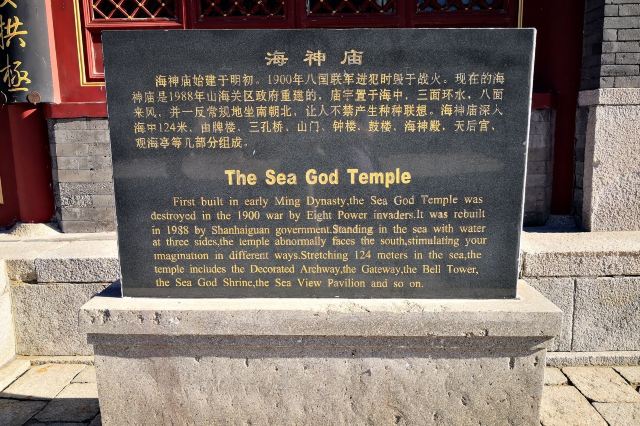 拱極
海神庙
海神庙始建于明初。1900年八国联军进犯时毁于战火。现在的海
神庙是1988年山海关区政府重建的，庙宇置于海中，三面环水，八面
来风，并一反常规地坐南朝北，让人不禁产生种种联想。海神庙深入
海中124米，由牌楼、三孔桥、山门、钟楼、鼓楼、海神殿、天后宫、
观海亭等几部分组成。
The Sea God Temple
First built in early Ming Dynasty,the Sea God Temple was
destroyed in the 1900 war by Eight Power invaders.It was rebuilt
in 1988 by Shanhaiguan government.Standing in the sea with water
at three sides,the temple abnormally faces the south,stimulating your
imagination in different ways.Stretching 124 meters in the sea,the
temple includes the Decorated Archway,the Gateway,the Bell Tower,
the Sea God Shrine,the Sea View Pavilion and so on.